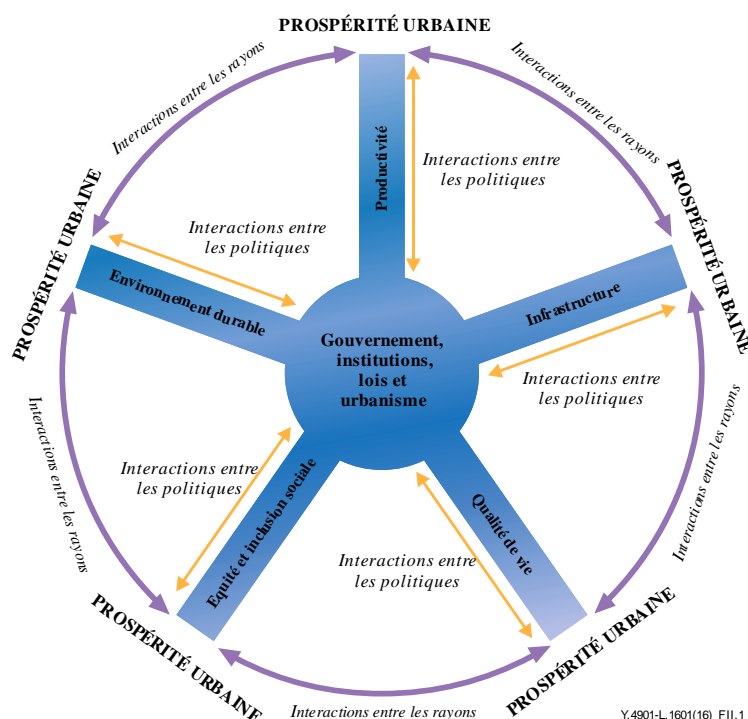 PROSPÉRITÉ URBAINE
Interactions entre les rayons
Interactions entre les rayons
Productivité
Interactions entre
les politiques
PROSPÉRITÉ URBAINE
PROSPÉRITÉ URBAINE
Interactions entre
les politiques
Environnement durable
Infrastructure
Gouvernement,
institutions,
lois et
urbanisme
Interactions entre
les politiques
Interactions entre les rayons
Interactions entre les rayons
Interactions entre
les politiques
Equité et inclusion sociale
Qualité de vie
Interactions entre
les politiques
PROSPÉRITÉ URBAINE
PROSPÉRITÉ URBAINE
Interactions entre les rayons
Y.4901-L.1601(16)_FII.1